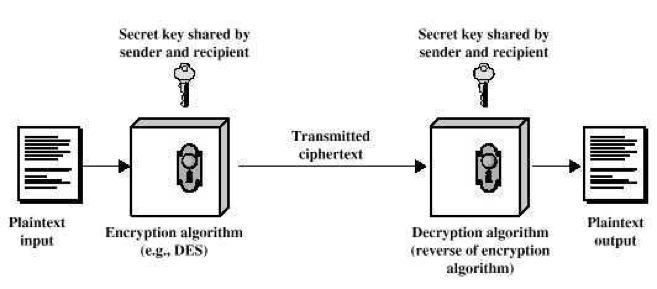 Secret key shared by
sender and recipient
Secret key shared by
sender and recipient
Transmitted
ciphertext
Plaintext
input
Encryption algorithm
(e.g., DES)
Decryption algorithm
(reverse of encryption
algorithm)
Plaintext
output